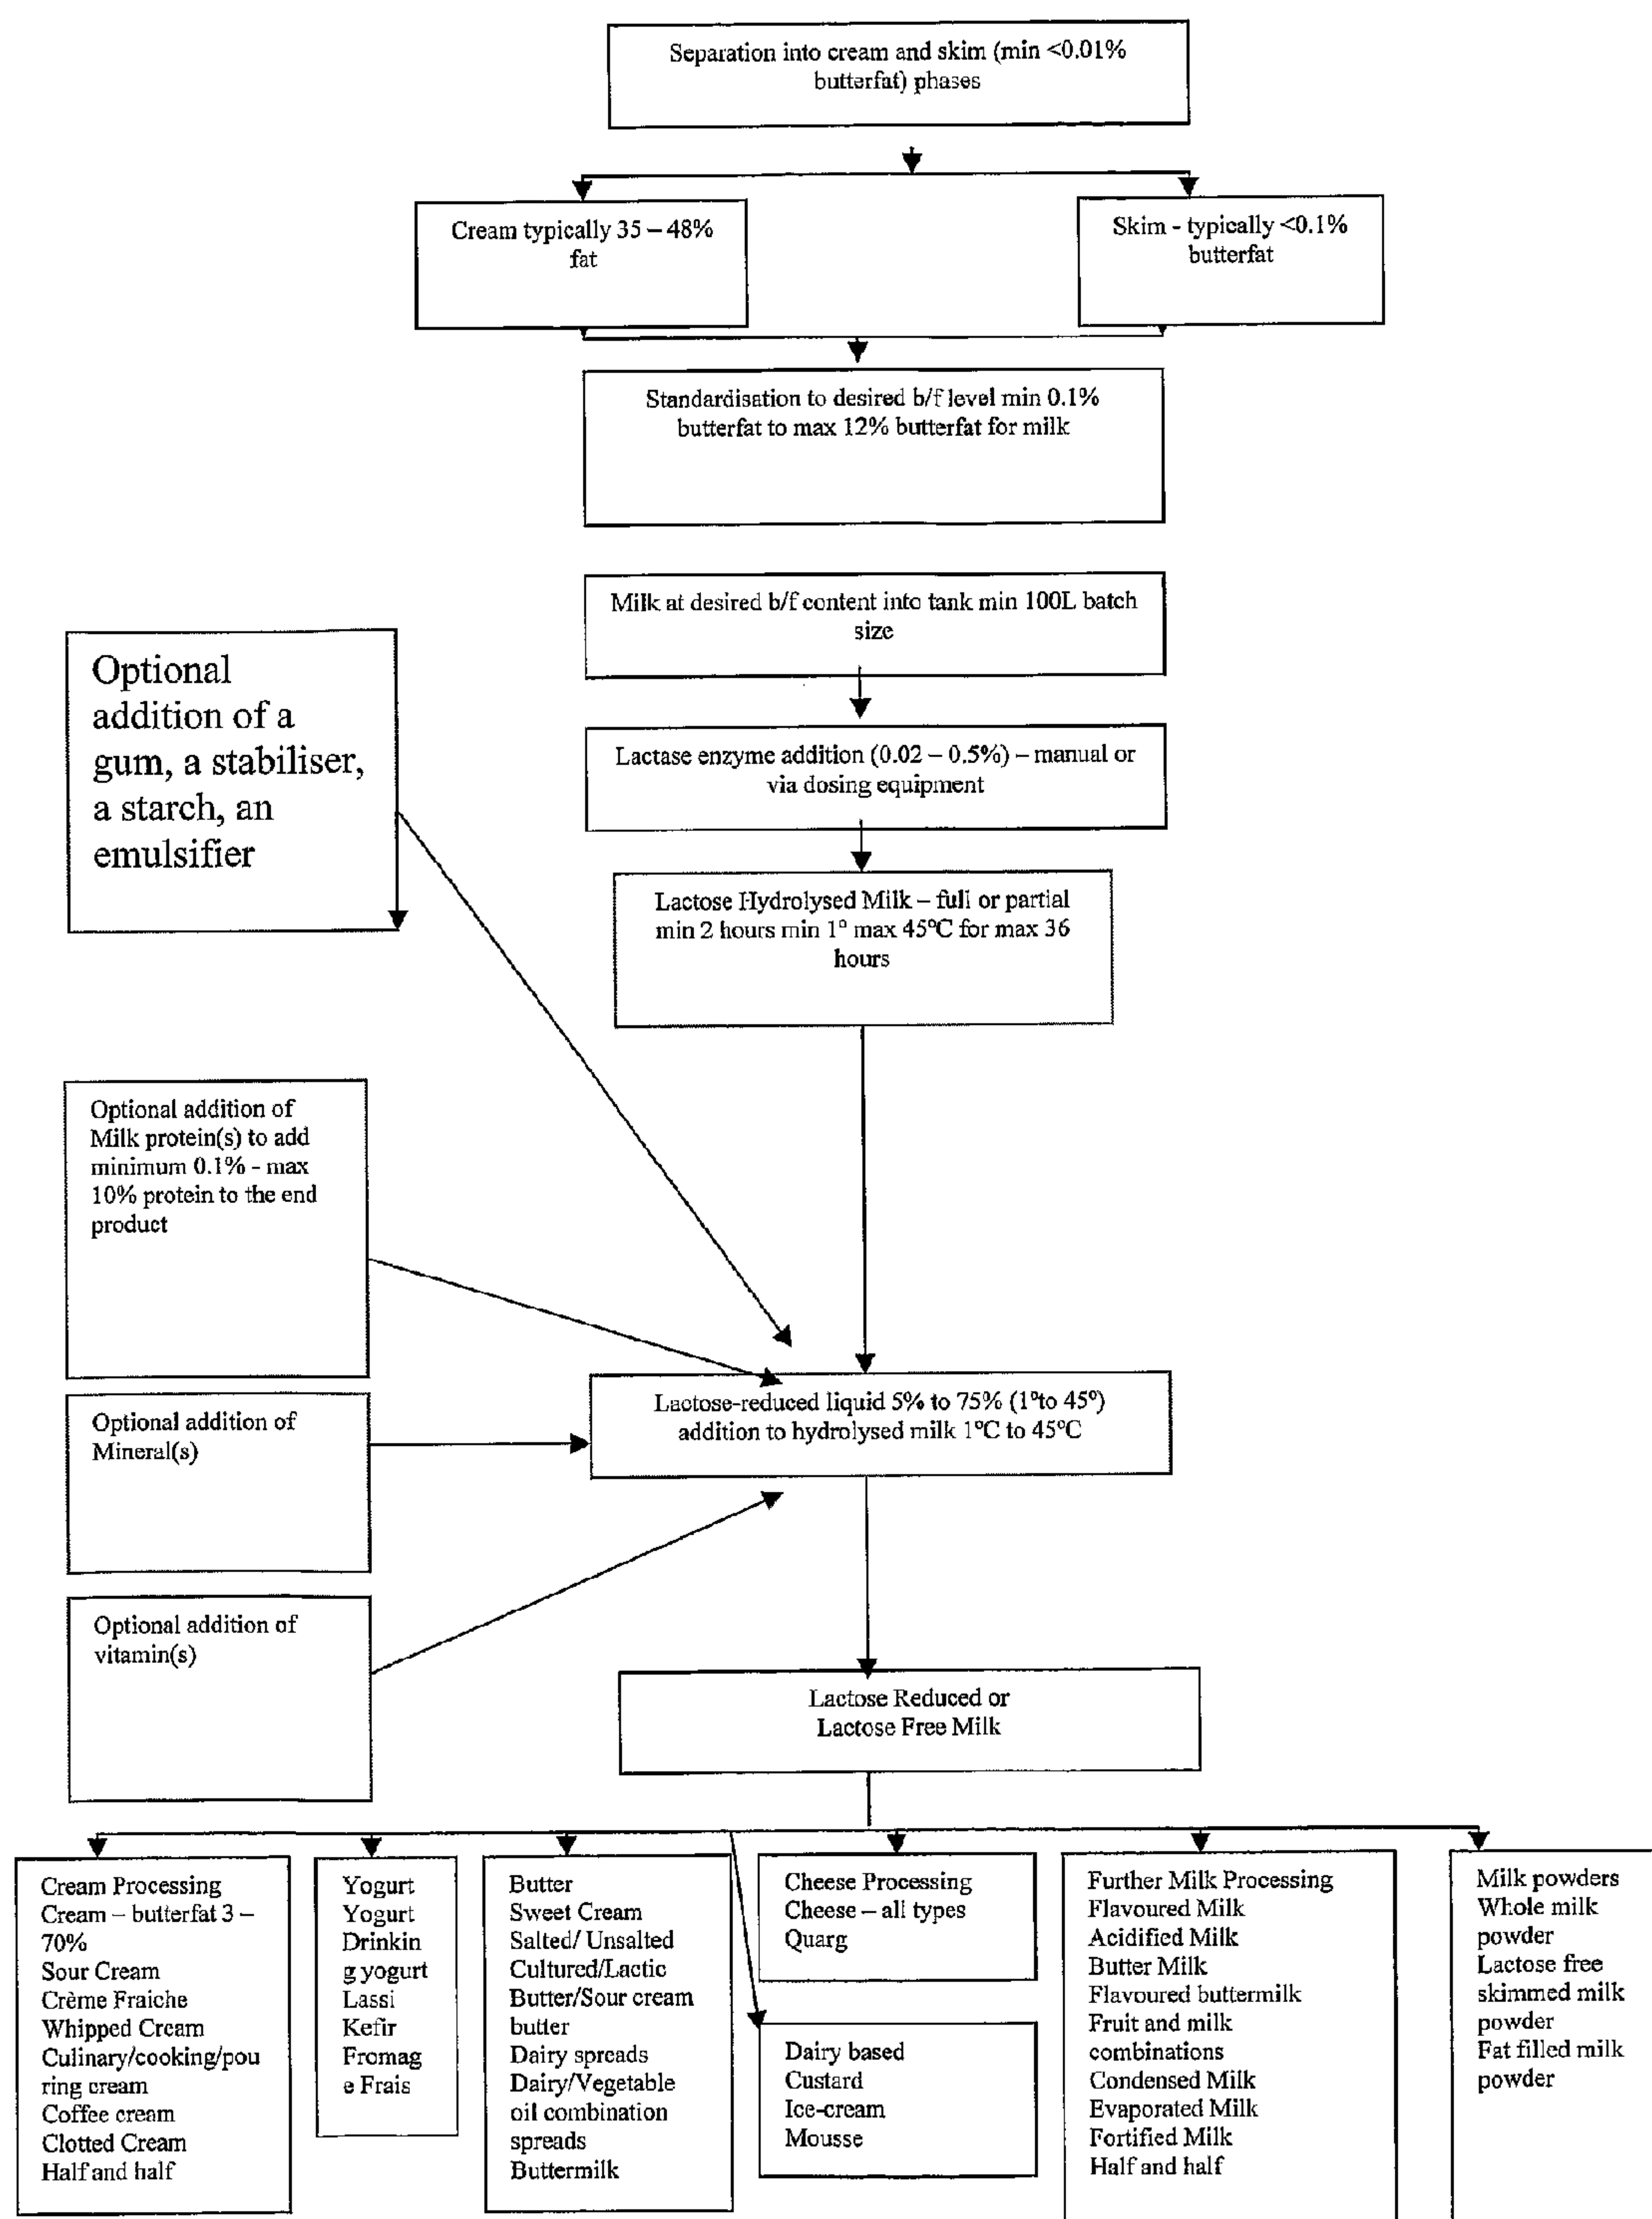 Separation into cream and skim (min <0.01%
butterfat) phases
Cream typically 35 – 48%
fat
Skim - typically <0.1%
butterfat
Standardisation to desired b/f level min 0.1%
butterfat to max 12% butterfat for milk
Milk at desired b/f content into tank min 100L batch
size
Optional
addition of a
gum, a stabiliser,
a starch, an
emulsifier
Lactase enzyme addition (0.02 – 0.5%) – manual or
via dosing equipment
Lactose Hydrolysed Milk – full or partial
min 2 hours min 1° max 45°C for max 36
hours
Optional addition of
Milk protein(s) to add
minimum 0.1% - max
10% protein to the end
product
Lactose-reduced liquid 5% to 75% (1°to 45°)
addition to hydrolysed milk 1°C to 45°C
Optional addition of
Mineral(s)
Optional addition of
vitamin(s)
Lactose Reduced or
Lactose Free Milk
Cream Processing
Cream – butterfat 3 –
70%
Sour Cream
Crème Fraiche
Whipped Cream
Culinary/cooking/pou
ring cream
Coffee cream
Clotted Cream
Half and half
Yogurt
Yogurt
Drinkin
g yogurt
Lassi
Kefir
Fromag
e Frais
Butter
Sweet Cream
Salted/ Unsalted
Cultured/Lactic
Butter/Sour cream
butter
Dairy spreads
Dairy/Vegetable
oil combination
spreads
Buttermilk
Cheese Processing
Cheese – all types
Quarg
Dairy based
Custard
Ice-cream
Mousse
Further Milk Processing
Flavoured Milk
Acidified Milk
Butter Milk
Flavoured buttermilk
Fruit and milk
combinations
Condensed Milk
Evaporated Milk
Fortified Milk
Half and half
Milk powders
Whole milk
powder
Lactose free
skimmed milk
powder
Fat filled milk
powder